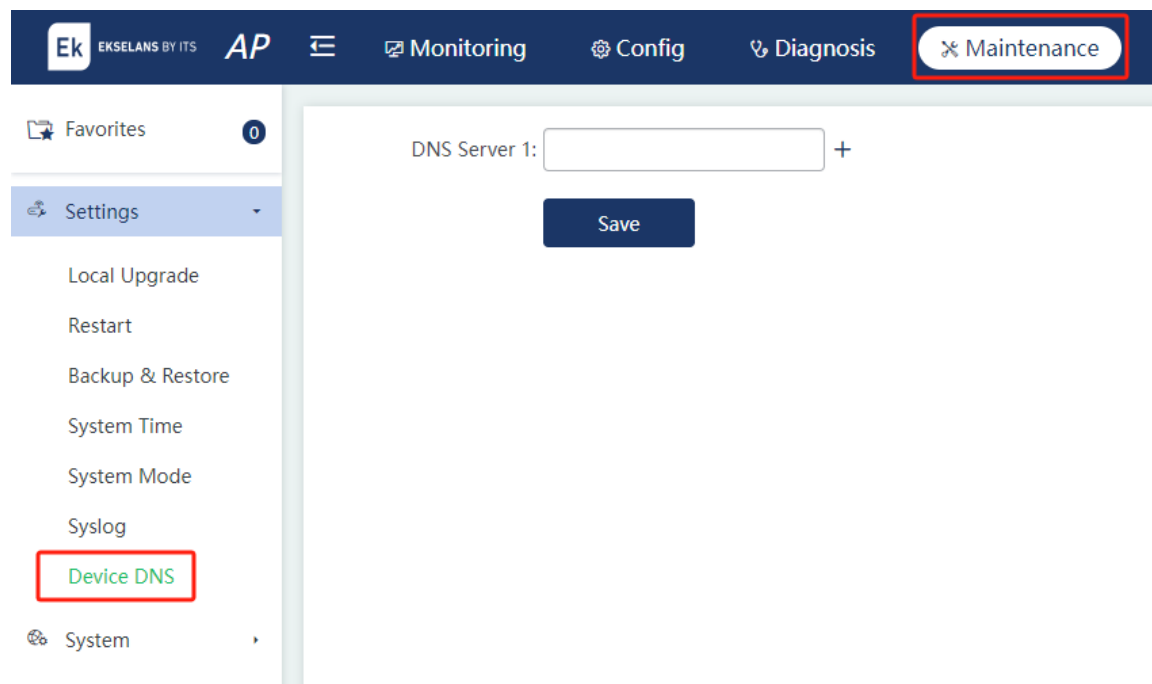 Ek EKSELANS BY ITS AP Monitoring Config Diagnosis Maintenance
Favorites 0
DNS Server 1: +
Settings
Save
Local Upgrade
Restart
Backup & Restore
System Time
System Mode
Syslog
Device DNS
System